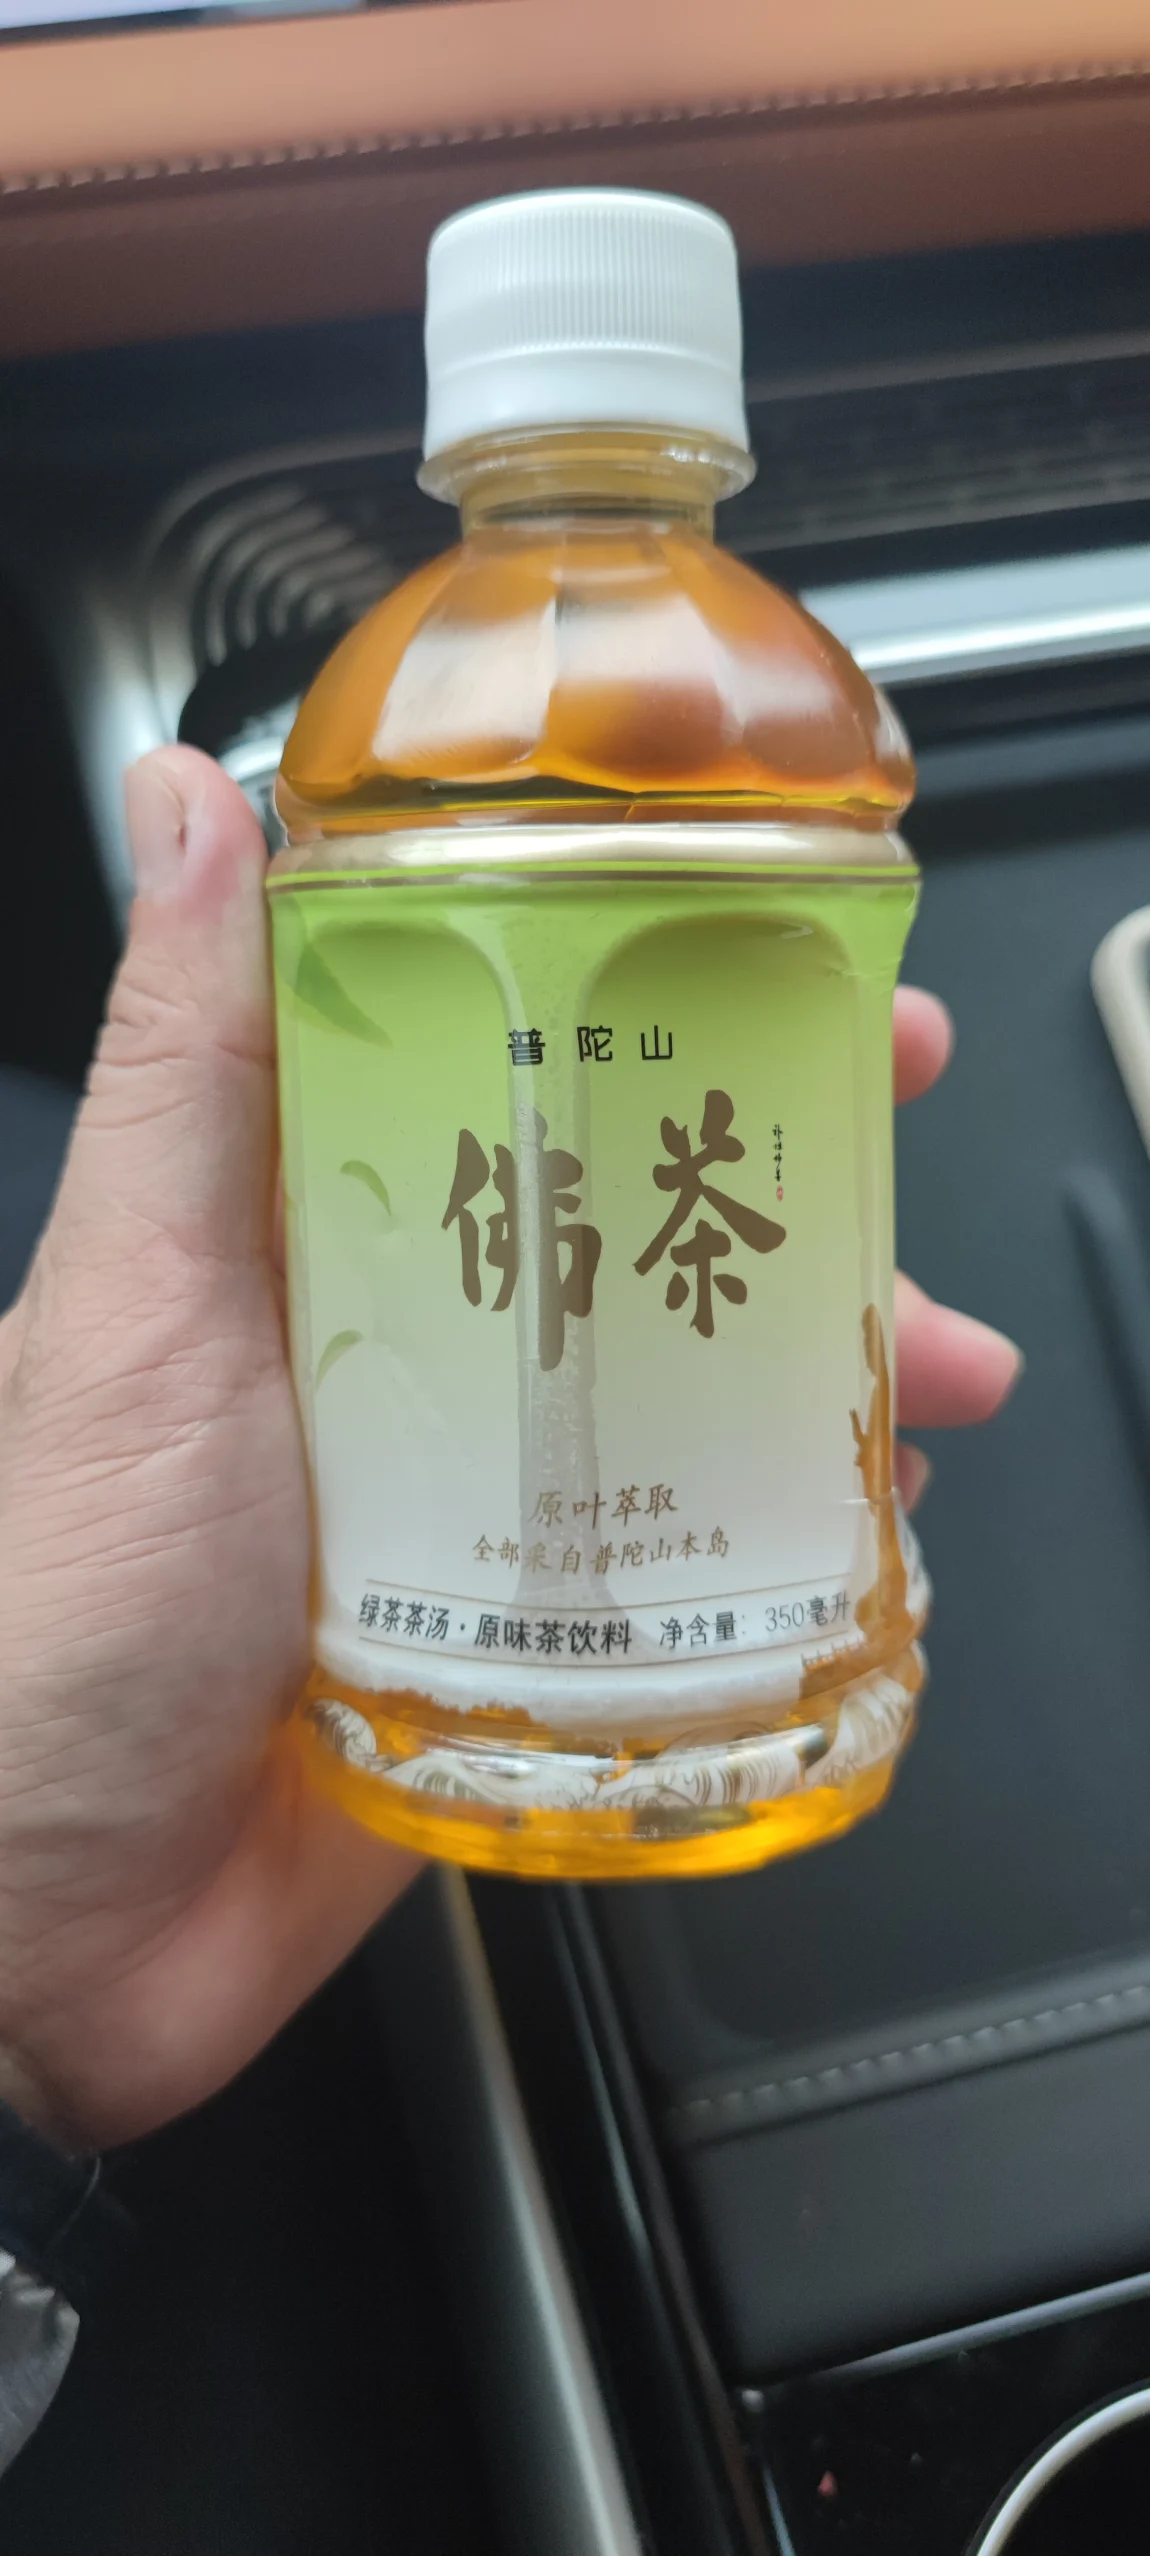 普陀山
佛茶
原叶萃取
全部采自普陀山本岛
绿茶茶汤·原味茶饮料 净含量：350毫升